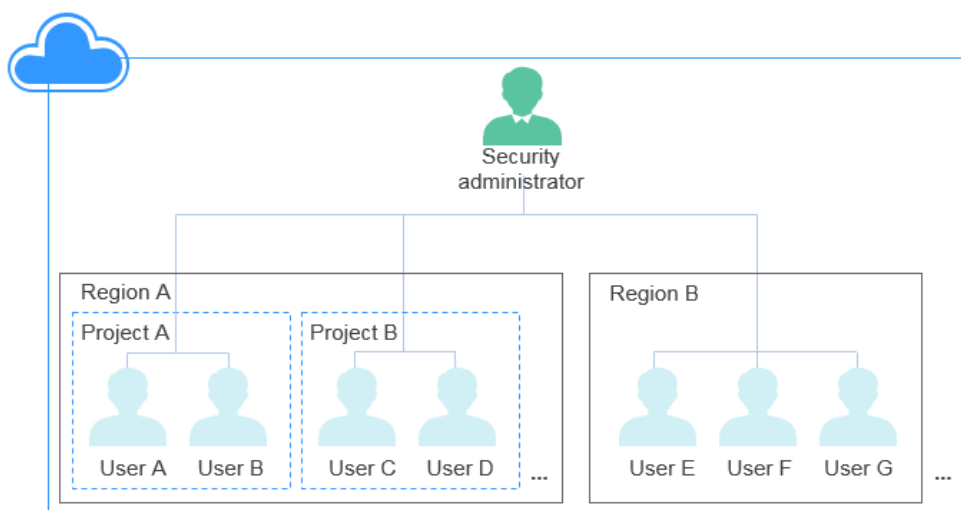 Security
administrator
Region A
Region B
Project A
Project B
User A
User B
User C
User D
...
User E
User F
User G
...